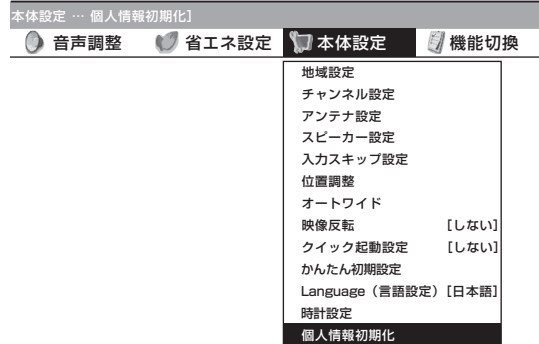 本体設定 … 個人情報初期化]
音声調整 省エネ設定 本体設定 機能切換
地域設定
チャンネル設定
アンテナ設定
スピーカー設定
入力スキップ設定
位置調整
オートワイド
映像反転 [しない]
クイック起動設定 [しない]
かんたん初期設定
Language（言語設定）[日本語]
時計設定
個人情報初期化